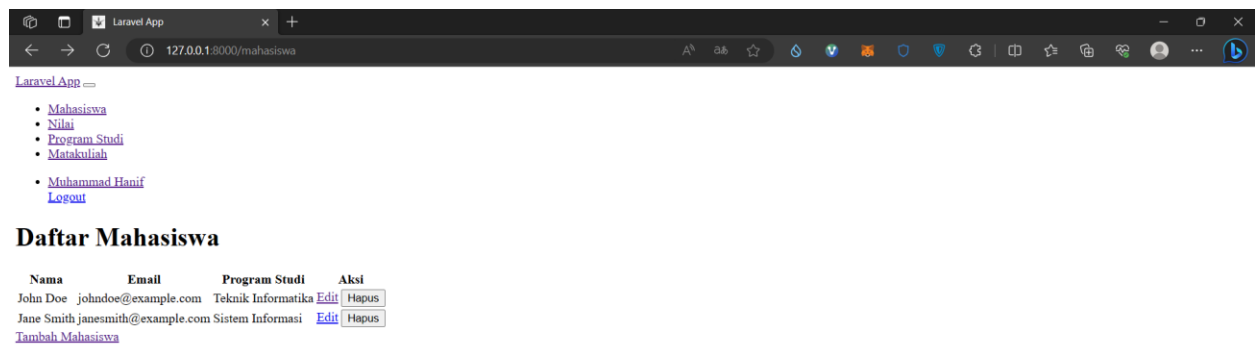 Laravel App
127.0.0.1:8000/mahasiswa
Laravel App
Mahasiswa
Nilai
Program Studi
Matakuliah
Muhammad Hanif
Logout
Daftar Mahasiswa
Nama Email Program Studi Aksi
John Doe johndoe@example.com Teknik Informatika Edit Hapus
Jane Smith janesmith@example.com Sistem Informasi Edit Hapus
Tambah Mahasiswa